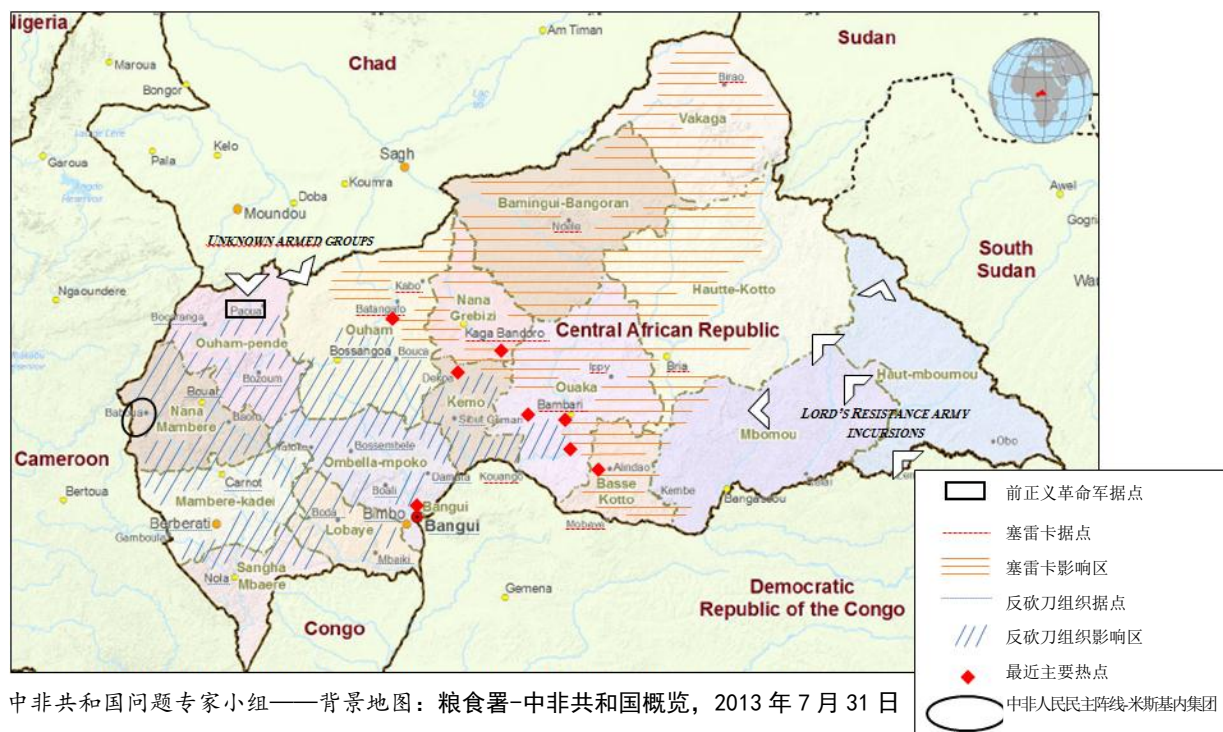 Nigeria
Am Timan
Sudan
Maroua
Chad
Bongor
Birao
Vakaga
Garoua
Pala
Kelo
Sagh
Koumra
Doba
Moundou
Awel
Gogri
Bamingui-Bangoran
Ndele
UNKNOWN ARMED GROUPS
South
Sudan
Ngaoundere
Kabo
Hautte-Kotto
Paoua
Batangafo
Nana
Grebizi
Bocaranga
Ouham
Kaga Bandoro
Central African Republic
Ouham-pende
Bossangoa
Bouca
Ippy
Bria
Dekoa
Haut-mboumou
Bozoum
Ouaka
Bouar
Kemo
Bambari
Baboua
Nana
Mbomou
LORD'S RESISTANCE ARMY
Mambere
Baoro
Sibut
INCURSIONS
Bossembele
Obo
Cameroon
Ombella-mpoko
Alindao
Carnot
Damara
Kouango
Basse
Bertoua
Mambere-kadei
Boali
Kotto
Kembe
Bangassou
Bangui
Boda
Bimbo
Berberati
Bangui
Mobaye
Gamboula
Lobaye
Mbaiki
Sangha
Nola
Mbaere
Gemena
Democratic
Republic of the Congo
Congo
前正义革命军据点
塞雷卡据点
塞雷卡影响区
反砍刀组织据点
反砍刀组织影响区
最近主要热点
中非人民民主阵线-米斯基内集团
中非共和国问题专家小组——背景地图：粮食署-中非共和国概览，2013 年 7 月 31 日